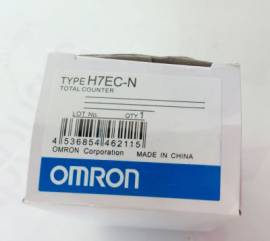 TYPE H7EC-N
TOTAL COUNTER
LOT No. QTY 1
4 536854 462115
OMRON Corporation MADE IN CHINA
OMRON